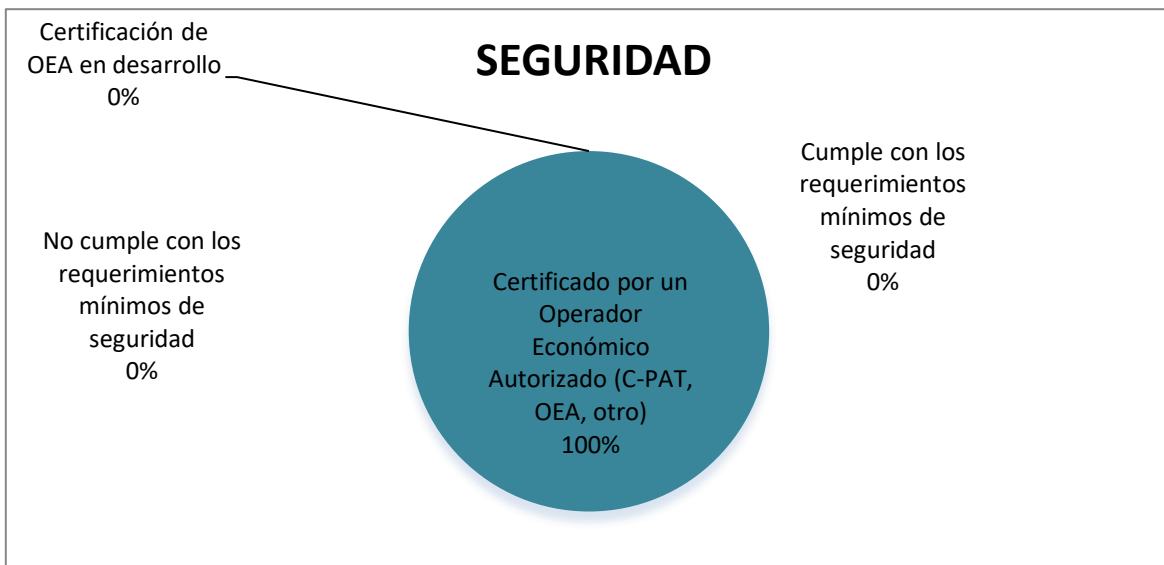 SEGURIDAD
Certificación de
OEA en desarrollo
0%
Cumple con los
requerimientos
mínimos de
seguridad
0%
No cumple con los
requerimientos
mínimos de
seguridad
0%
Certificado por un
Operador
Económico
Autorizado (C-PAT,
OEA, otro)
100%